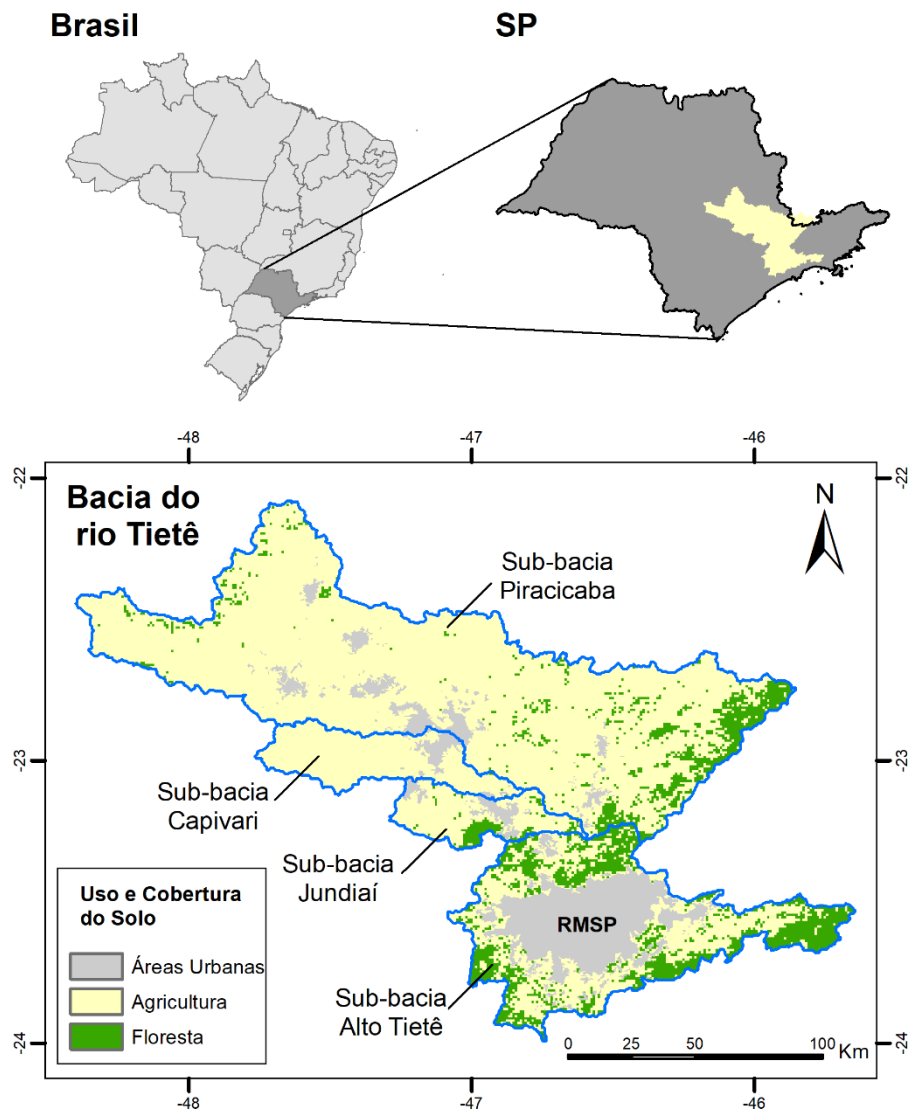 Brasil
SP
-48
-47
-46
-22
-22
Bacia do
rio Tietê
N
Sub-bacia
Piracicaba
-23
-23
Sub-bacia
Capivari
Sub-bacia
Jundiaí
Uso e Cobertura
do Solo
Áreas Urbanas
Agricultura
Floresta
RMSP
Sub-bacia
Alto Tietê
0 25 50 100
Km
-24
-24
-48
-47
-46